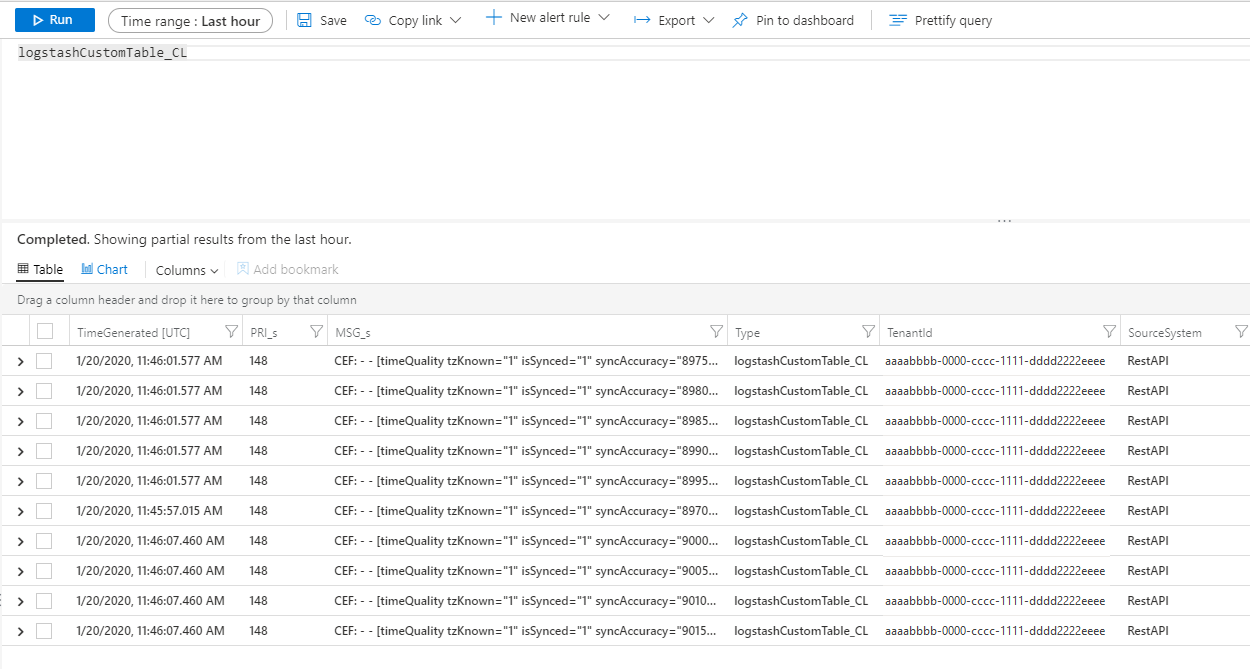 Run Time range : Last hour Save Copy link New alert rule Export Pin to dashboard Prettify query
logstashCustomTable_CL
...
Completed. Showing partial results from the last hour.
Table Chart Columns Add bookmark
Drag a column header and drop it here to group by that column
TimeGenerated [UTC] PRI_s MSG_s Type TenantId SourceSystem
1/20/2020, 11:46:01.577 AM 148 CEF: - - [timeQuality tzKnown="1" isSynced="1" syncAccuracy="8975... logstashCustomTable_CL aaaabbbb-0000-cccc-1111-dddd2222eeee RestAPI
1/20/2020, 11:46:01.577 AM 148 CEF: - - [timeQuality tzKnown="1" isSynced="1" syncAccuracy="8980... logstashCustomTable_CL aaaabbbb-0000-cccc-1111-dddd2222eeee RestAPI
1/20/2020, 11:46:01.577 AM 148 CEF: - - [timeQuality tzKnown="1" isSynced="1" syncAccuracy="8985... logstashCustomTable_CL aaaabbbb-0000-cccc-1111-dddd2222eeee RestAPI
1/20/2020, 11:46:01.577 AM 148 CEF: - - [timeQuality tzKnown="1" isSynced="1" syncAccuracy="8990... logstashCustomTable_CL aaaabbbb-0000-cccc-1111-dddd2222eeee RestAPI
1/20/2020, 11:46:01.577 AM 148 CEF: - - [timeQuality tzKnown="1" isSynced="1" syncAccuracy="8995... logstashCustomTable_CL aaaabbbb-0000-cccc-1111-dddd2222eeee RestAPI
1/20/2020, 11:45:57.015 AM 148 CEF: - - [timeQuality tzKnown="1" isSynced="1" syncAccuracy="8970... logstashCustomTable_CL aaaabbbb-0000-cccc-1111-dddd2222eeee RestAPI
1/20/2020, 11:46:07.460 AM 148 CEF: - - [timeQuality tzKnown="1" isSynced="1" syncAccuracy="9000... logstashCustomTable_CL aaaabbbb-0000-cccc-1111-dddd2222eeee RestAPI
1/20/2020, 11:46:07.460 AM 148 CEF: - - [timeQuality tzKnown="1" isSynced="1" syncAccuracy="9005... logstashCustomTable_CL aaaabbbb-0000-cccc-1111-dddd2222eeee RestAPI
1/20/2020, 11:46:07.460 AM 148 CEF: - - [timeQuality tzKnown="1" isSynced="1" syncAccuracy="9010... logstashCustomTable_CL aaaabbbb-0000-cccc-1111-dddd2222eeee RestAPI
1/20/2020, 11:46:07.460 AM 148 CEF: - - [timeQuality tzKnown="1" isSynced="1" syncAccuracy="9015... logstashCustomTable_CL aaaabbbb-0000-cccc-1111-dddd2222eeee RestAPI